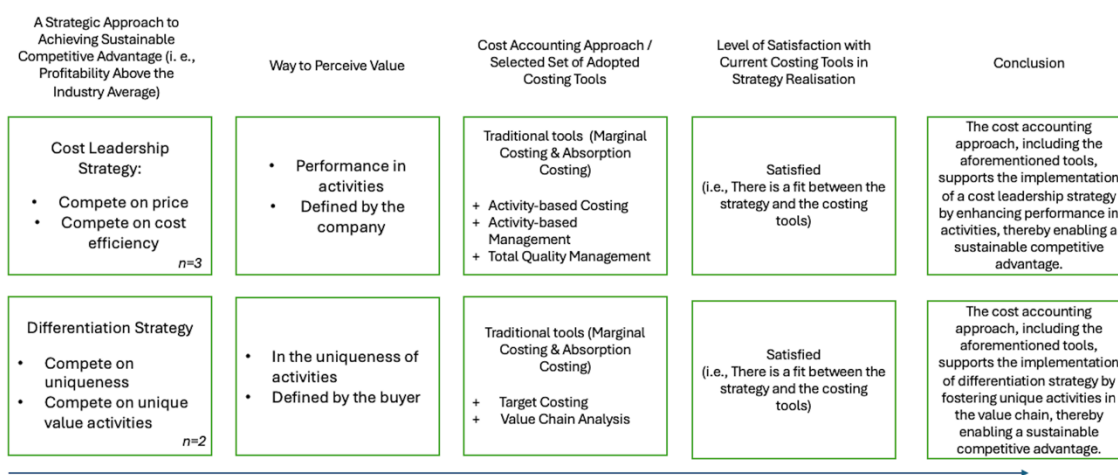 A Strategic Approach to
Achieving Sustainable
Competitive Advantage (i. e.,
Profitability Above the
Industry Average)
Way to Perceive Value
Cost Accounting Approach /
Selected Set of Adopted
Costing Tools
Level of Satisfaction with
Current Costing Tools in
Strategy Realisation
Conclusion
Cost Leadership
Strategy:
• Compete on price
• Compete on cost
efficiency
n=3
• Performance in
activities
• Defined by the
company
Traditional tools (Marginal
Costing & Absorption
Costing)
+ Activity-based Costing
+ Activity-based
Management
+ Total Quality Management
Satisfied
(i.e., There is a fit between the
strategy and the costing
tools)
The cost accounting
approach, including the
aforementioned tools,
supports the implementation
of a cost leadership strategy
by enhancing performance in
activities, thereby enabling a
sustainable competitive
advantage.
Differentiation Strategy
• Compete on
uniqueness
• Compete on unique
value activities
n=2
• In the uniqueness of
activities
• Defined by the buyer
Traditional tools (Marginal
Costing & Absorption
Costing)
+ Target Costing
+ Value Chain Analysis
Satisfied
(i.e., There is a fit between the
strategy and the costing
tools)
The cost accounting
approach, including the
aforementioned tools,
supports the implementation
of differentiation strategy by
fostering unique activities in
the value chain, thereby
enabling a sustainable
competitive advantage.